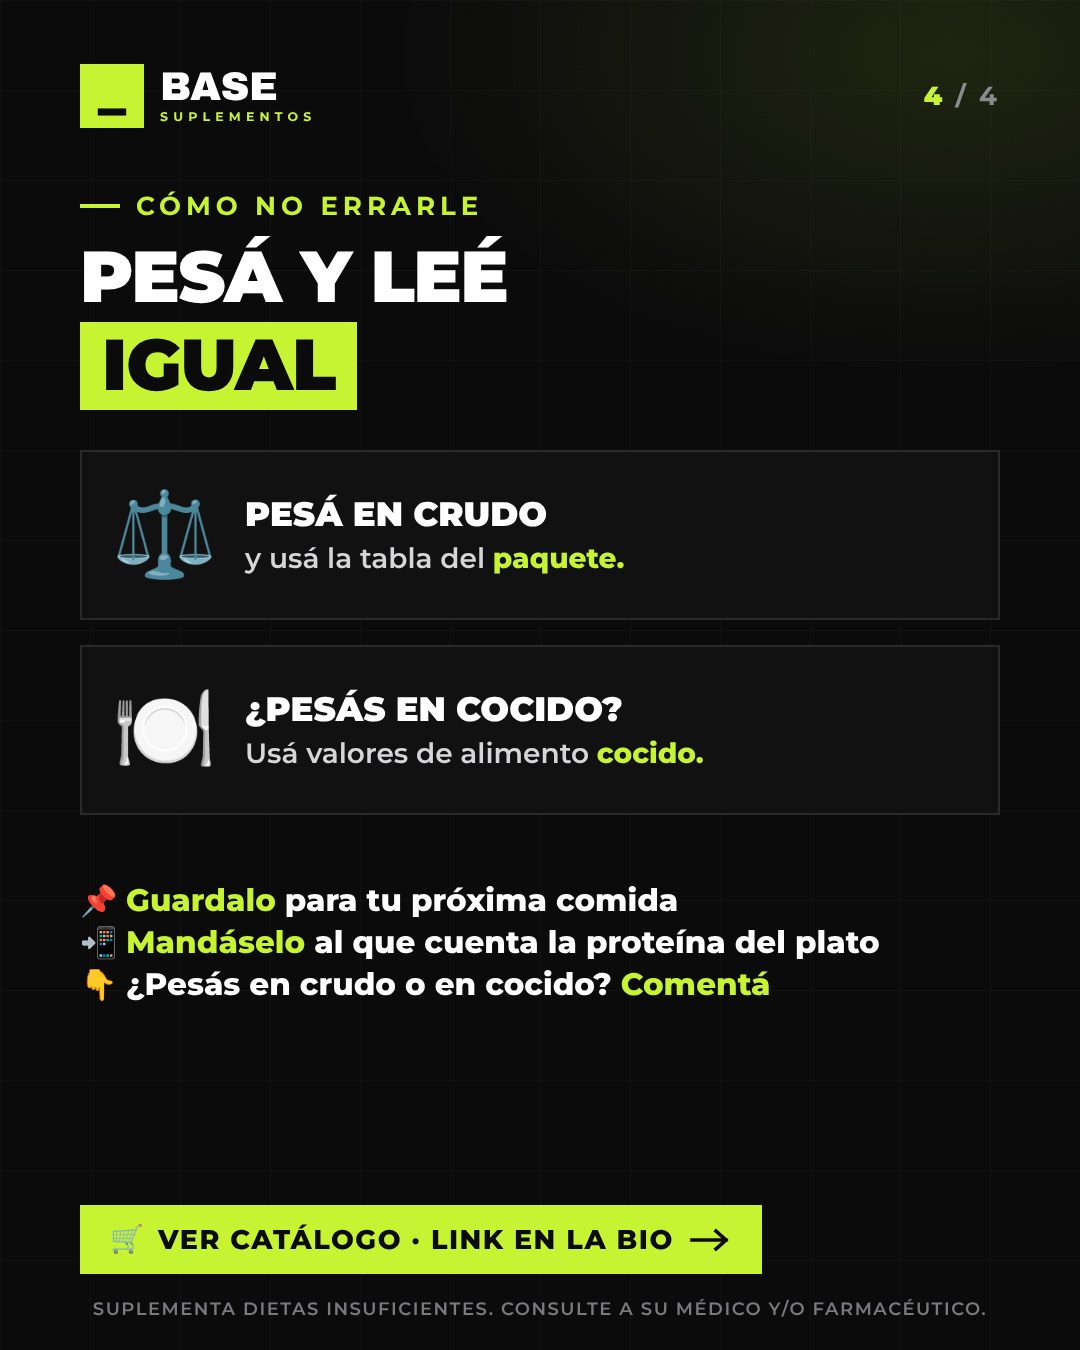 BASE
SUPLEMENTOS
4 / 4
CÓMO NO ERRARLE
PESÁ Y LEÉ
IGUAL
PESÁ EN CRUDO
y usá la tabla del paquete.
¿PESÁS EN COCIDO?
Usá valores de alimento cocido.
📌 Guardalo para tu próxima comida
📲 Mandáselo al que cuenta la proteína del plato
👇 ¿Pesás en crudo o en cocido? Comentá
🛒 VER CATÁLOGO · LINK EN LA BIO →
SUPLEMENTA DIETAS INSUFICIENTES. CONSULTE A SU MÉDICO Y/O FARMACÉUTICO.